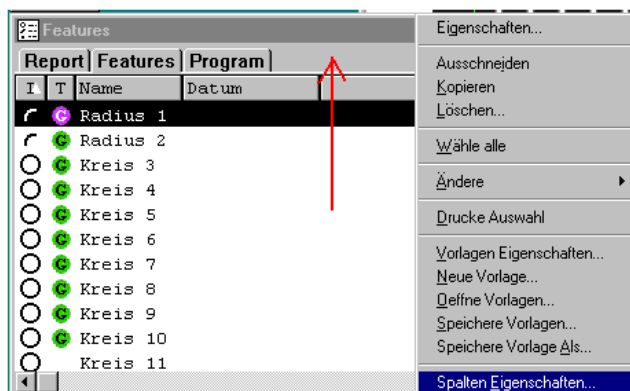 Features
Report Features Program
I T Name Datum
G Radius 1
G Radius 2
G Kreis 3
G Kreis 4
G Kreis 5
G Kreis 6
G Kreis 7
G Kreis 8
G Kreis 9
G Kreis 10
Kreis 11
Eigenschaften...
Ausschneiden
Kopieren
Löschen...
Wähle alle
Ändere
Drucke Auswahl
Vorlagen Eigenschaften...
Neue Vorlage...
Oeffne Vorlagen...
Speichere Vorlagen...
Speichere Vorlage Als...
Spalten Eigenschaften...